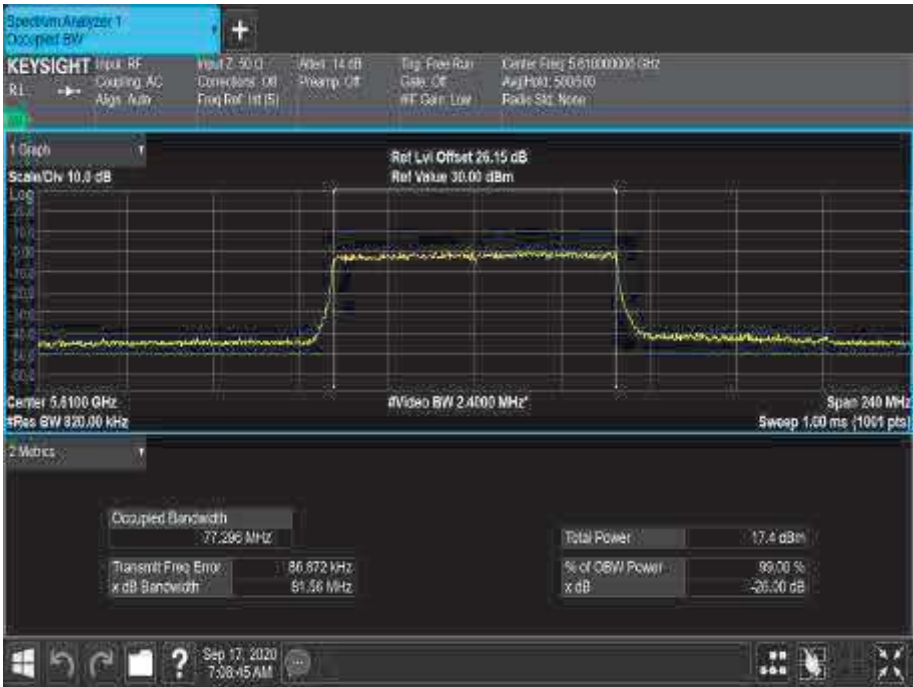 Spectrum Analyzer 1
Occupied BW
+
KEYSIGHT
Input: RF
Coupling: AC
Align: Auto
Input Z: 50 Ω
Corrections: Off
Freq Ref: Int (S)
Atten: 14 dB
Preamp: Off
Trig: Free Run
Gate: Off
#IF Gain: Low
Center Freq: 5.610000000 GHz
Avg|Hold: 500/500
Radio Std: None
1 Graph
Scale/Div 10.0 dB
Ref Lvl Offset 26.15 dB
Ref Value 30.00 dBm
Log
Center 5.6100 GHz
#Res BW 820.00 kHz
#Video BW 2.4000 MHz*
Span 240 MHz
Sweep 1.00 ms (1001 pts)
2 Metrics
Occupied Bandwidth
77.296 MHz
Total Power 17.4 dBm
Transmit Freq Error 86.872 kHz
% of OBW Power 99.00 %
x dB Bandwidth 81.56 MHz
x dB -26.00 dB
?
Sep 17, 2020
7:08:45 AM